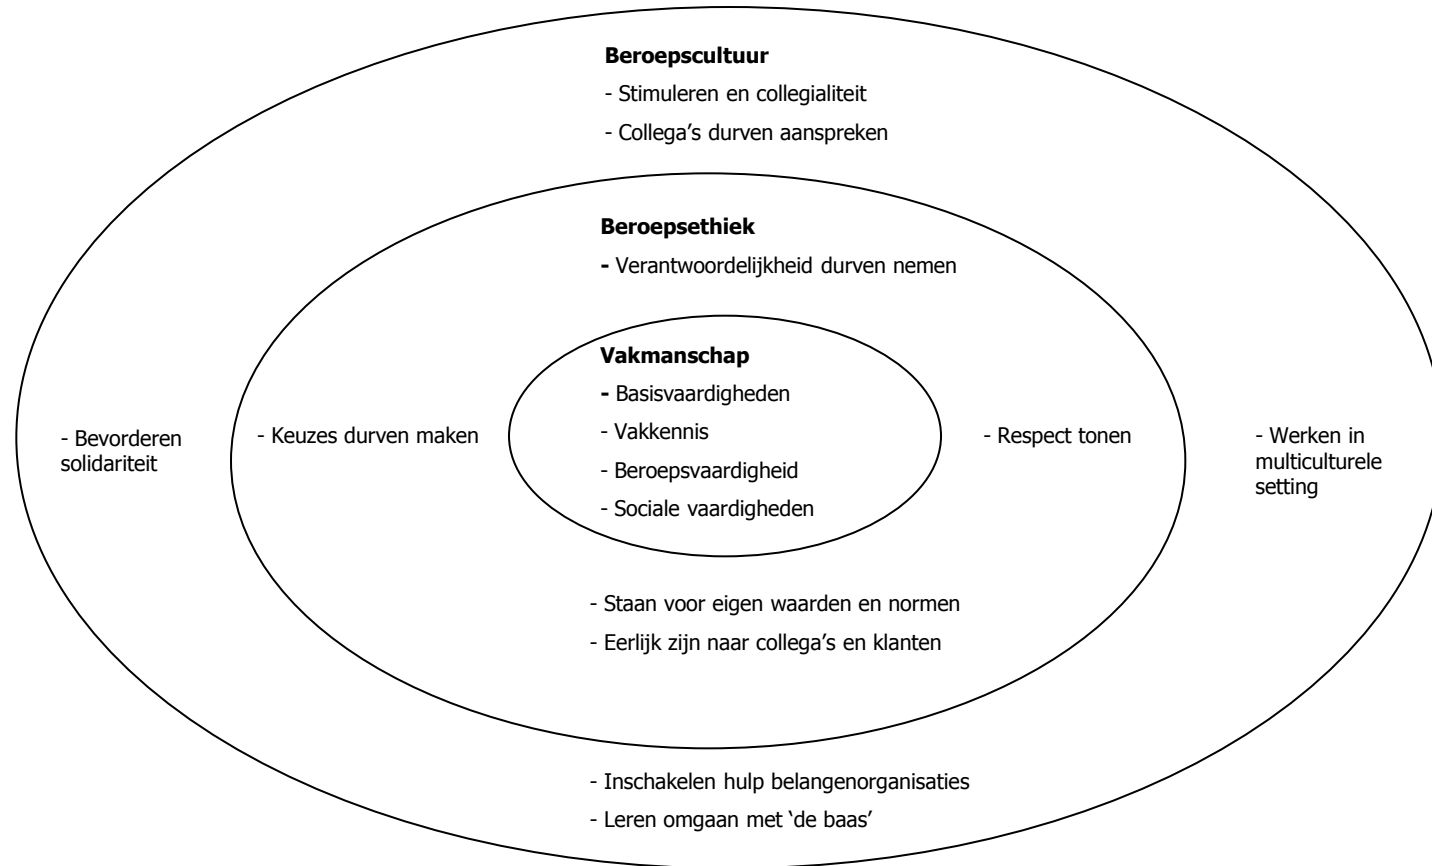 Beroepscultuur
- Stimuleren en collegialiteit
- Collega’s durven aanspreken
Beroepsethiek
- Verantwoordelijkheid durven nemen
Vakmanschap
- Basisvaardigheden
- Vakkennis
- Beroepsvaardigheid
- Sociale vaardigheden
- Bevorderen
solidariteit
- Keuzes durven maken
- Respect tonen
- Werken in
multiculturele
setting
- Staan voor eigen waarden en normen
- Eerlijk zijn naar collega’s en klanten
- Inschakelen hulp belangenorganisaties
- Leren omgaan met ‘de baas’